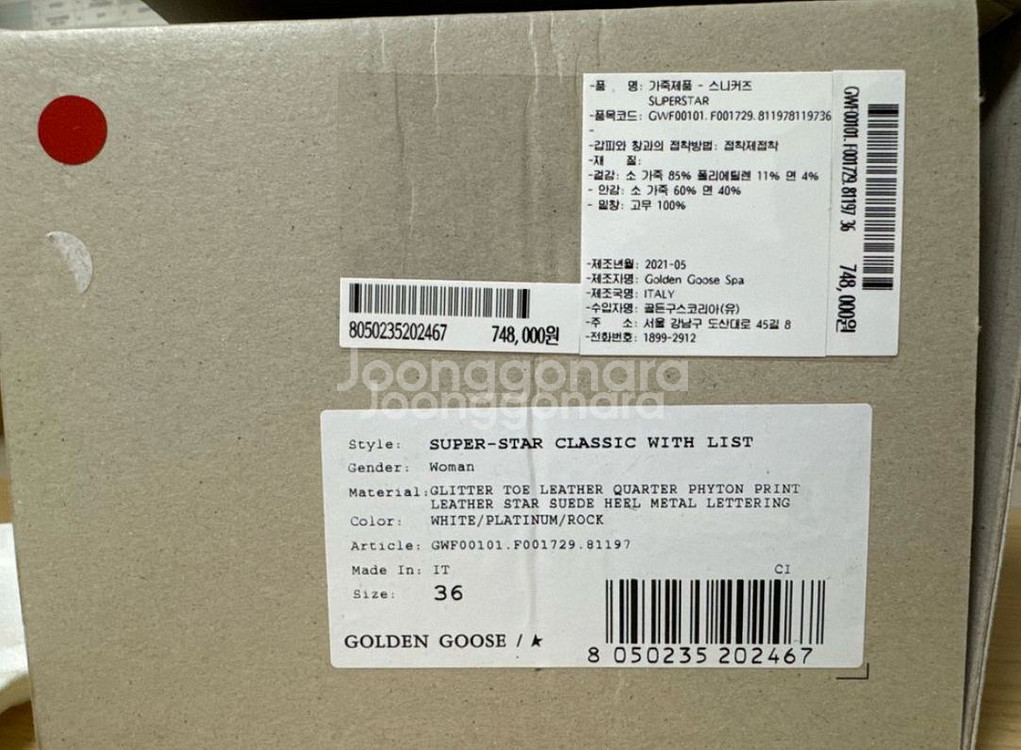 -품 명: 가죽제품 - 스니커즈
SUPERSTAR
-품목코드: GWF00101.F001729.811978119736
-
-갑피와 창과의 접착방법: 접착제접착
-재 질:
-겉감: 소 가죽 85% 폴리에틸렌 11% 면 4%
- 안감: 소 가죽 60% 면 40%
- 밑창: 고무 100%
-제조년월: 2021-05
-제조자명: Golden Goose Spa
-제조국명: ITALY
-수입자명: 골든구스코리아(유)
-주 소: 서울 강남구 도산대로 45길 8
-전화번호: 1899-2912
GWF00101.F001729.81197 36 748,000원
8050235202467 748,000원
Joonggonara
Joonggonara
Style: SUPER-STAR CLASSIC WITH LIST
Gender: Woman
Material:GLITTER TOE LEATHER QUARTER PHYTON PRINT
LEATHER STAR SUEDE HEEL METAL LETTERING
Color: WHITE/PLATINUM/ROCK
Article: GWF00101.F001729.81197
Made In: IT CI
Size: 36
GOLDEN GOOSE /
8 050235 202467